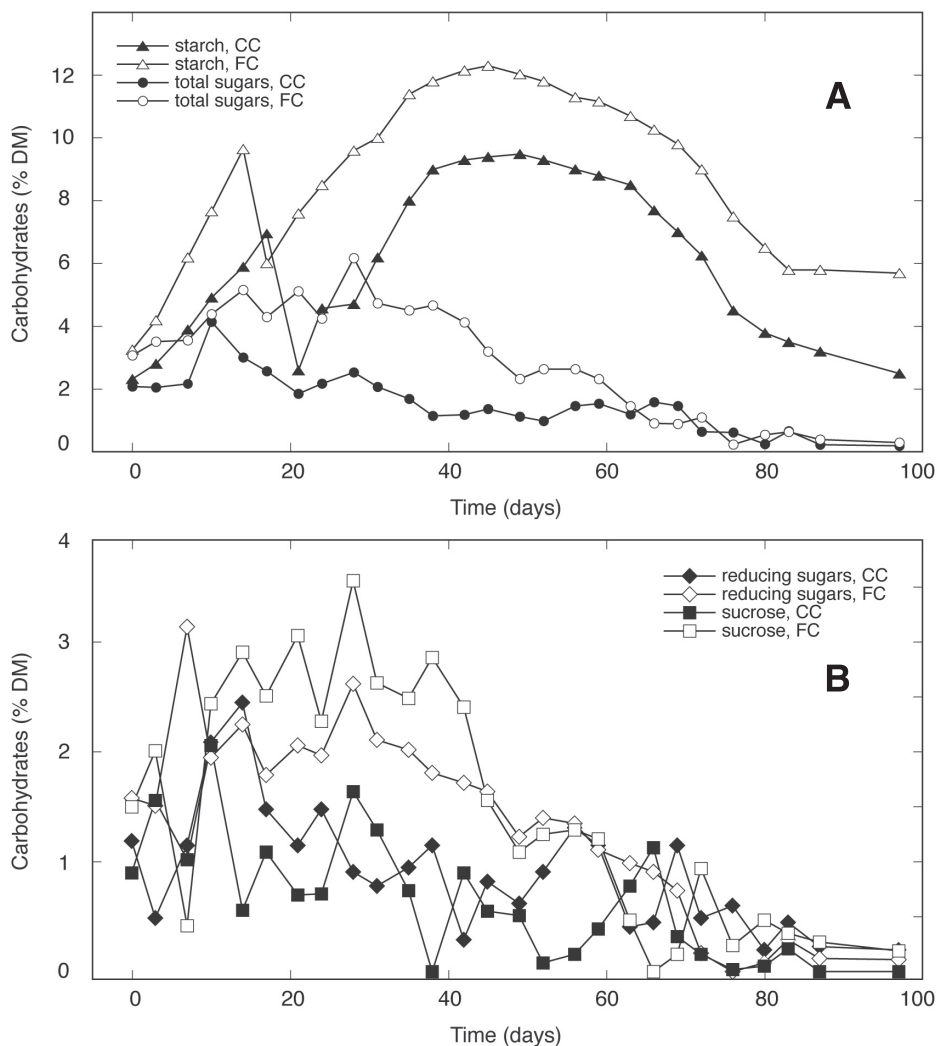 starch, CC
starch, FC
total sugars, CC
total sugars, FC
A
12
10
8
6
4
2
0
Carbohydrates (% DM)
0 20 40 60 80 100
Time (days)
4
3
2
1
0
Carbohydrates (% DM)
reducing sugars, CC
reducing sugars, FC
sucrose, CC
sucrose, FC
B
0 20 40 60 80 100
Time (days)